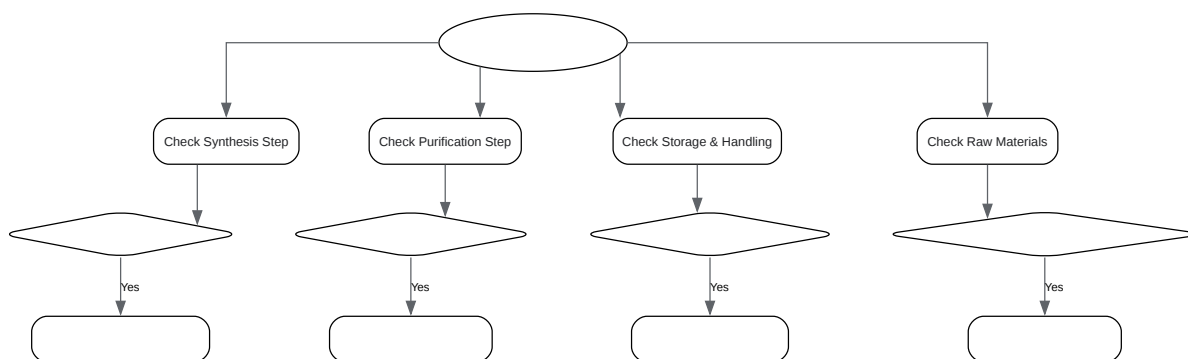 Check Synthesis Step
Check Purification Step
Check Storage & Handling
Check Raw Materials
Yes
Yes
Yes
Yes